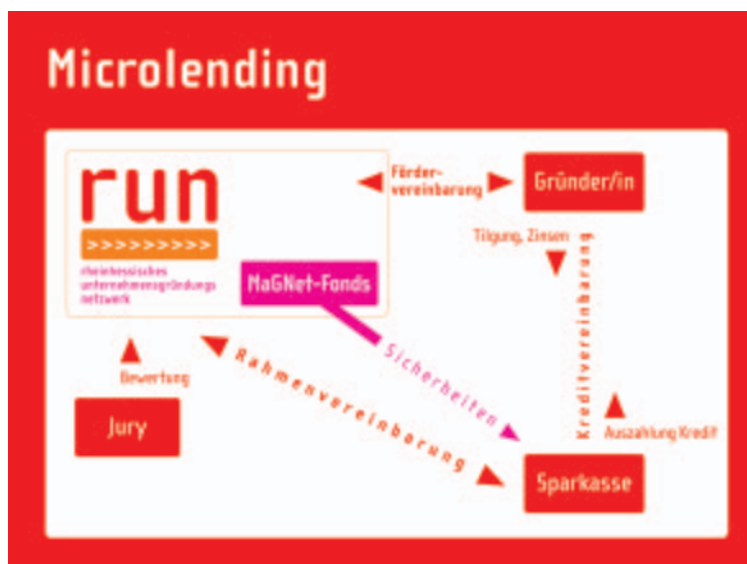 Microlending
run
>>>>>>>>>
rheinhessisches
unternehmensgründungs
netzwerk
MaGNet-Fonds
Förder-
vereinbarung
Gründer/in
Tilgung, Zinsen
Kreditvereinbarung
Sicherheiten
Rahmenvereinbarung
Bewertung
Jury
Auszahlung Kredit
Sparkasse